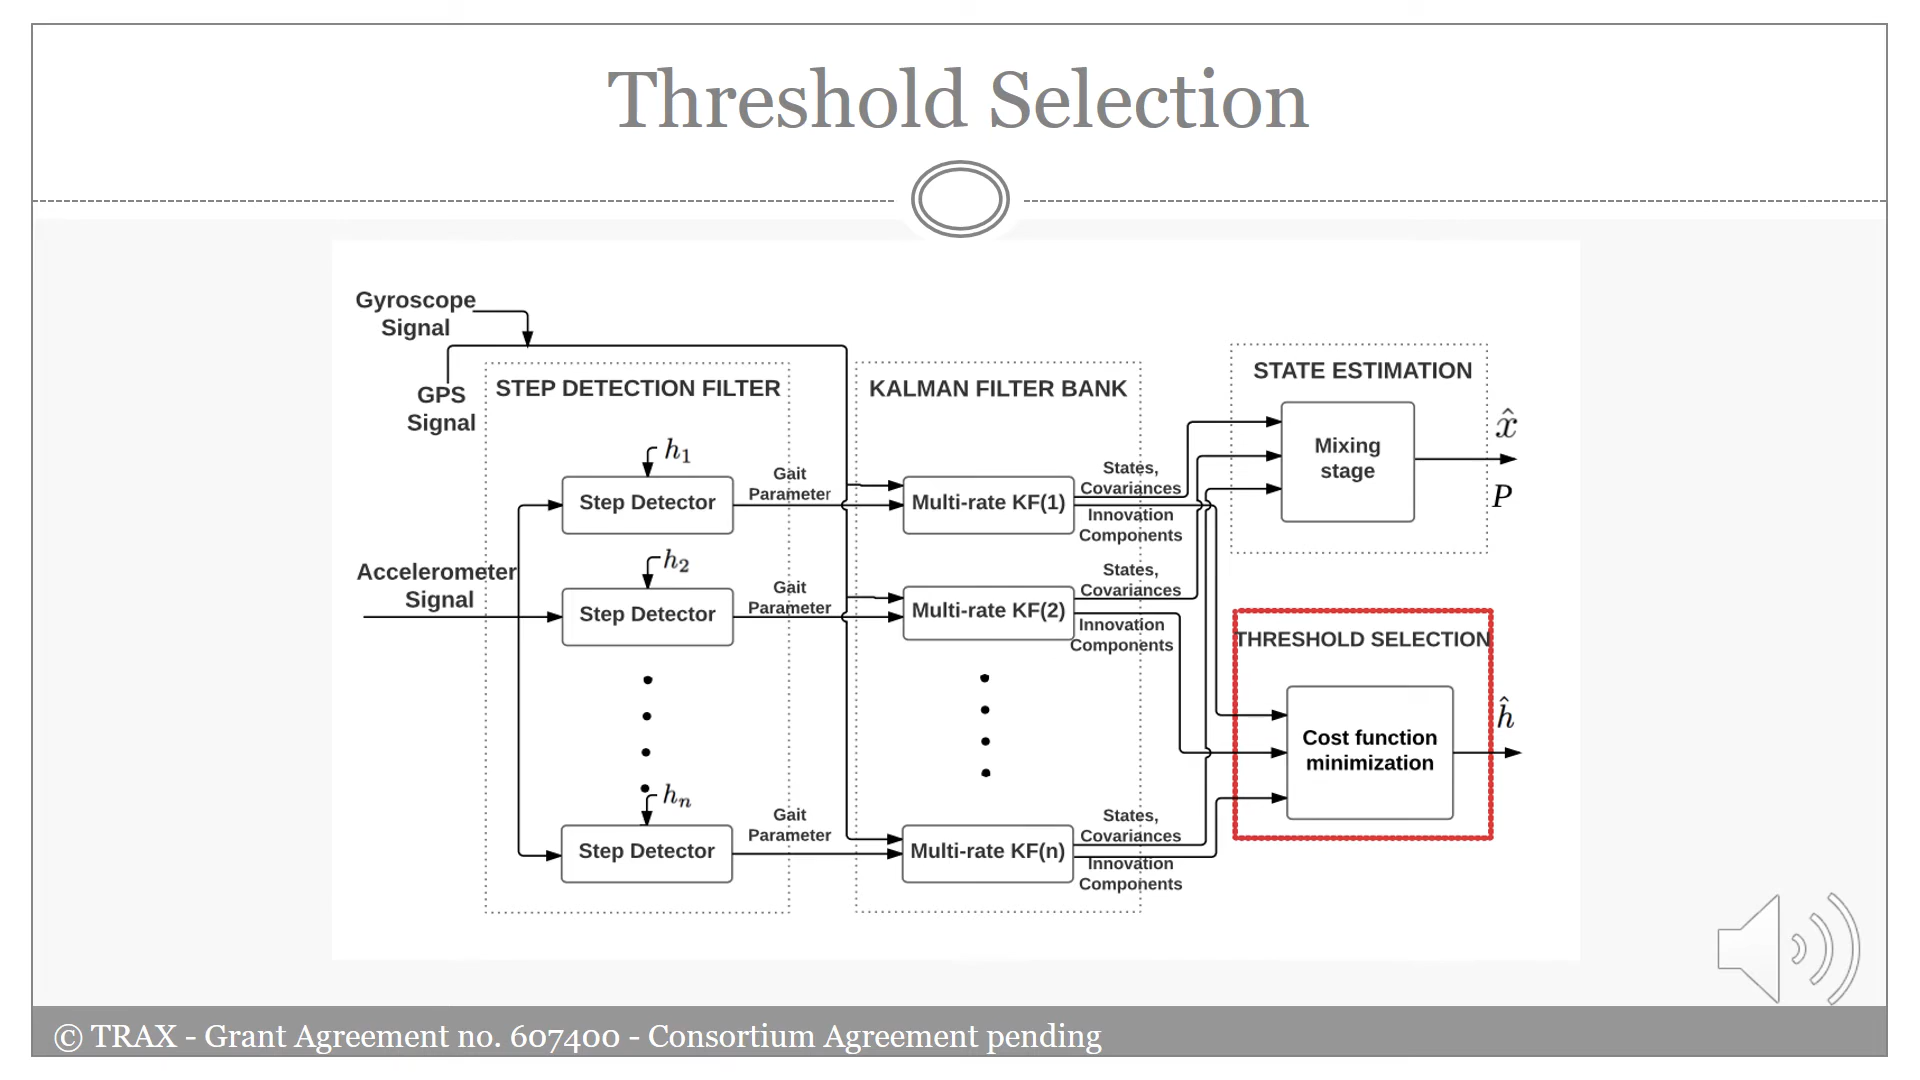 Threshold Selection
Gyroscope
Signal
GPS
Signal
STEP DETECTION FILTER
KALMAN FILTER BANK
STATE ESTIMATION
h₁
Step Detector
Gait
Parameter
Multi-rate KF(1)
States,
Covariances
Innovation
Components
Mixing
stage
x̂
P
Accelerometer
Signal
h₂
Step Detector
Gait
Parameter
Multi-rate KF(2)
States,
Covariances
Innovation
Components
THRESHOLD SELECTION
Cost function
minimization
ĥ
hₙ
Step Detector
Gait
Parameter
Multi-rate KF(n)
States,
Covariances
Innovation
Components
© TRAX - Grant Agreement no. 607400 - Consortium Agreement pending